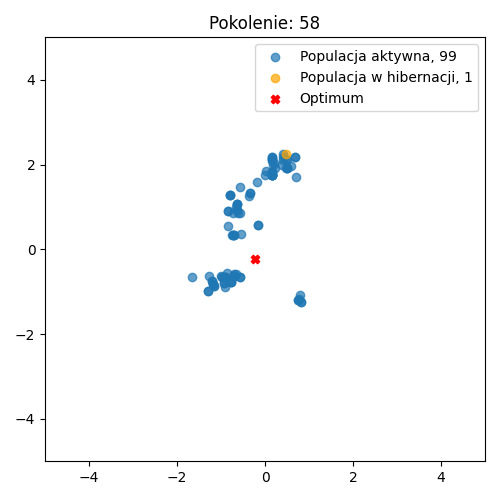 Pokolenie: 58
Populacja aktywna, 99
Populacja w hibernacji, 1
Optimum
4
2
0
−2
−4
−4
−2
0
2
4